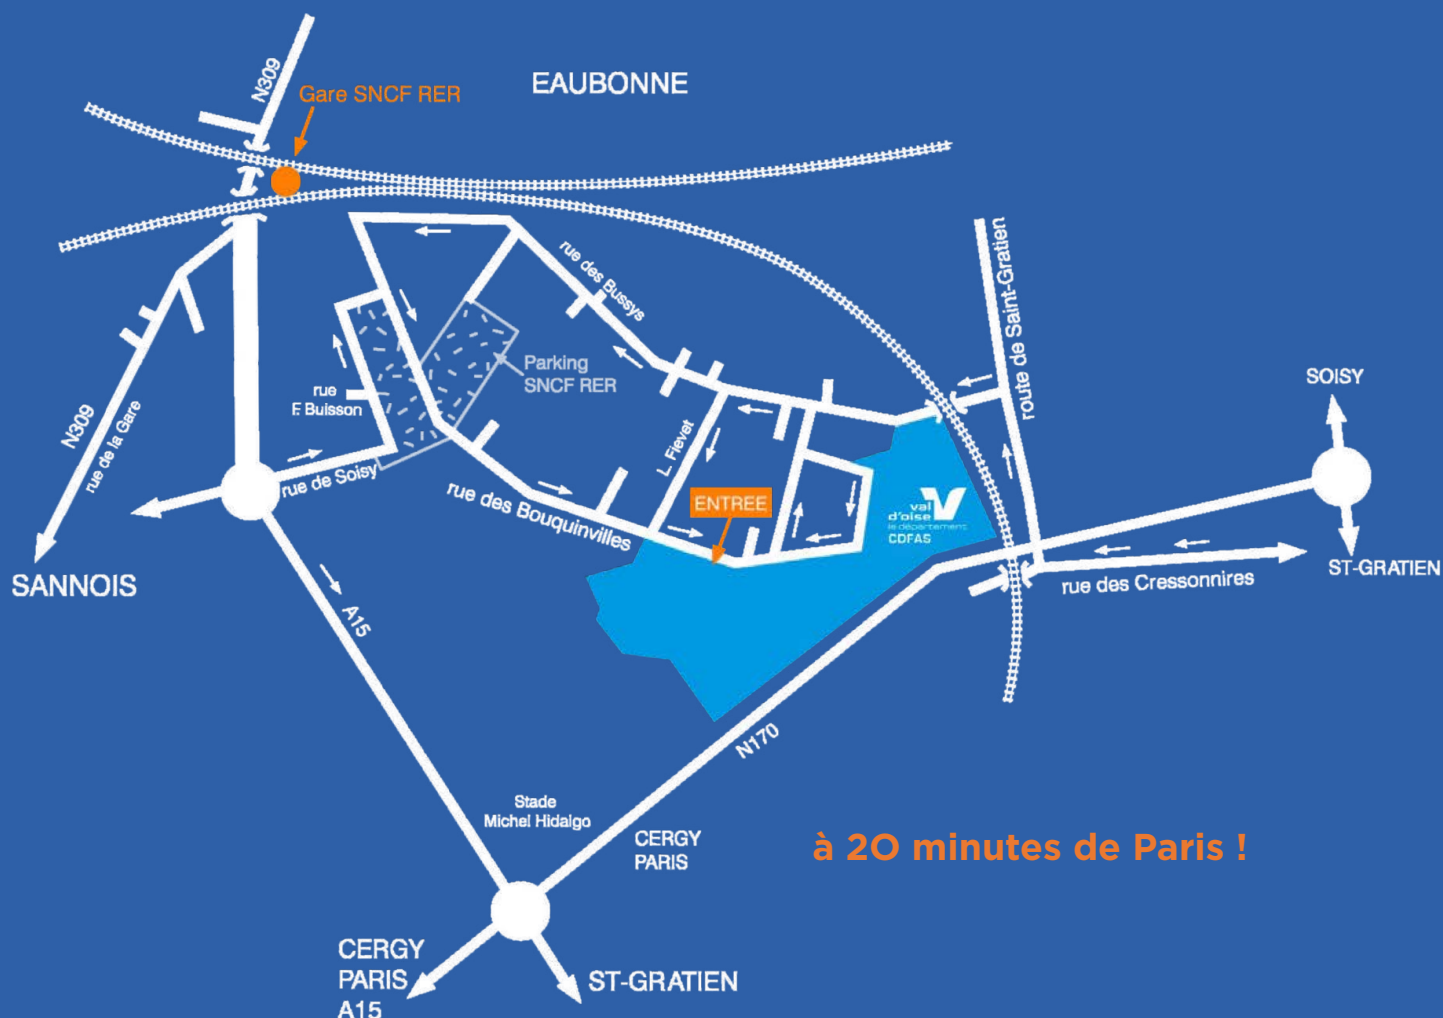 N309
Gare SNCF RER
EAUBONNE
rue des Bussys
route de Saint-Gratien
Parking
SNCF RER
rue
F Buisson
SOISY
N309
rue de la Gare
L. Fievet
rue de Soisy
rue des Bouquinvilles
ENTREE
val
d'oise
le département
CDFAS
SANNOIS
ST-GRATIEN
rue des Cressonnires
A15
N170
Stade
Michel Hidalgo
CERGY
PARIS
à 20 minutes de Paris !
CERGY
PARIS
A15
ST-GRATIEN